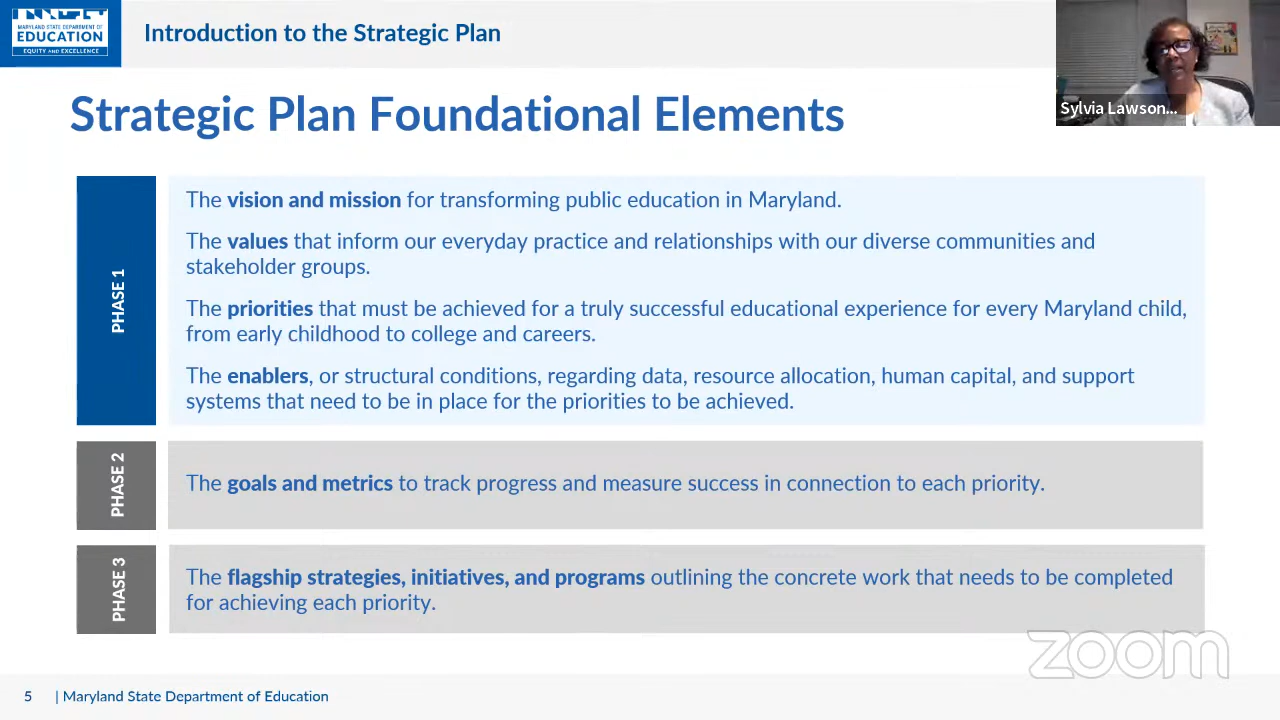 MARYLAND STATE DEPARTMENT OF
EDUCATION
EQUITY AND EXCELLENCE
Introduction to the Strategic Plan
Sylvia Lawson...
Strategic Plan Foundational Elements
PHASE 1
The vision and mission for transforming public education in Maryland.
The values that inform our everyday practice and relationships with our diverse communities and
stakeholder groups.
The priorities that must be achieved for a truly successful educational experience for every Maryland child,
from early childhood to college and careers.
The enablers, or structural conditions, regarding data, resource allocation, human capital, and support
systems that need to be in place for the priorities to be achieved.
PHASE 2
The goals and metrics to track progress and measure success in connection to each priority.
PHASE 3
The flagship strategies, initiatives, and programs outlining the concrete work that needs to be completed
for achieving each priority.
zoom
5 | Maryland State Department of Education